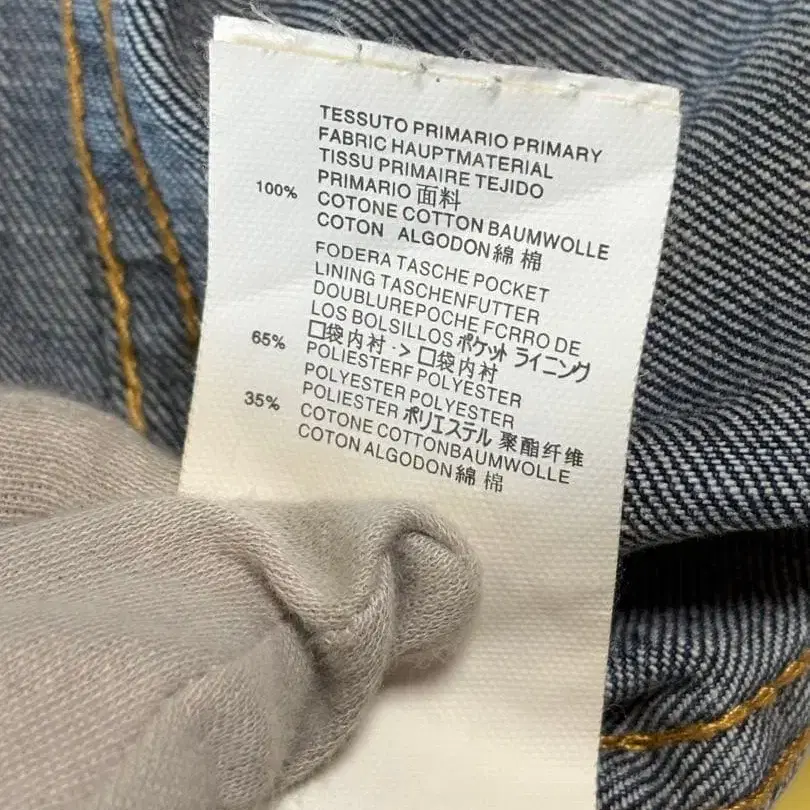 TESSUTO PRIMARIO PRIMARY
FABRIC HAUPTMATERIAL
TISSU PRIMAIRE TEJIDO
PRIMARIO 面料
100% COTONE COTTON BAUMWOLLE
COTON ALGODON 綿 棉
FODERA TASCHE POCKET
LINING TASCHENFUTTER
DOUBLUREPOCHE FCRRO DE
LOS BOLSILLOS ポケット ライニング
口袋内衬 · > 口袋内衬
65% POLIESTERF POLYESTER
POLYESTER POLYESTER
POLIESTER ポリエステル 聚酯纤维
35% COTONE COTTONBAUMWOLLE
COTON ALGODON 綿 棉